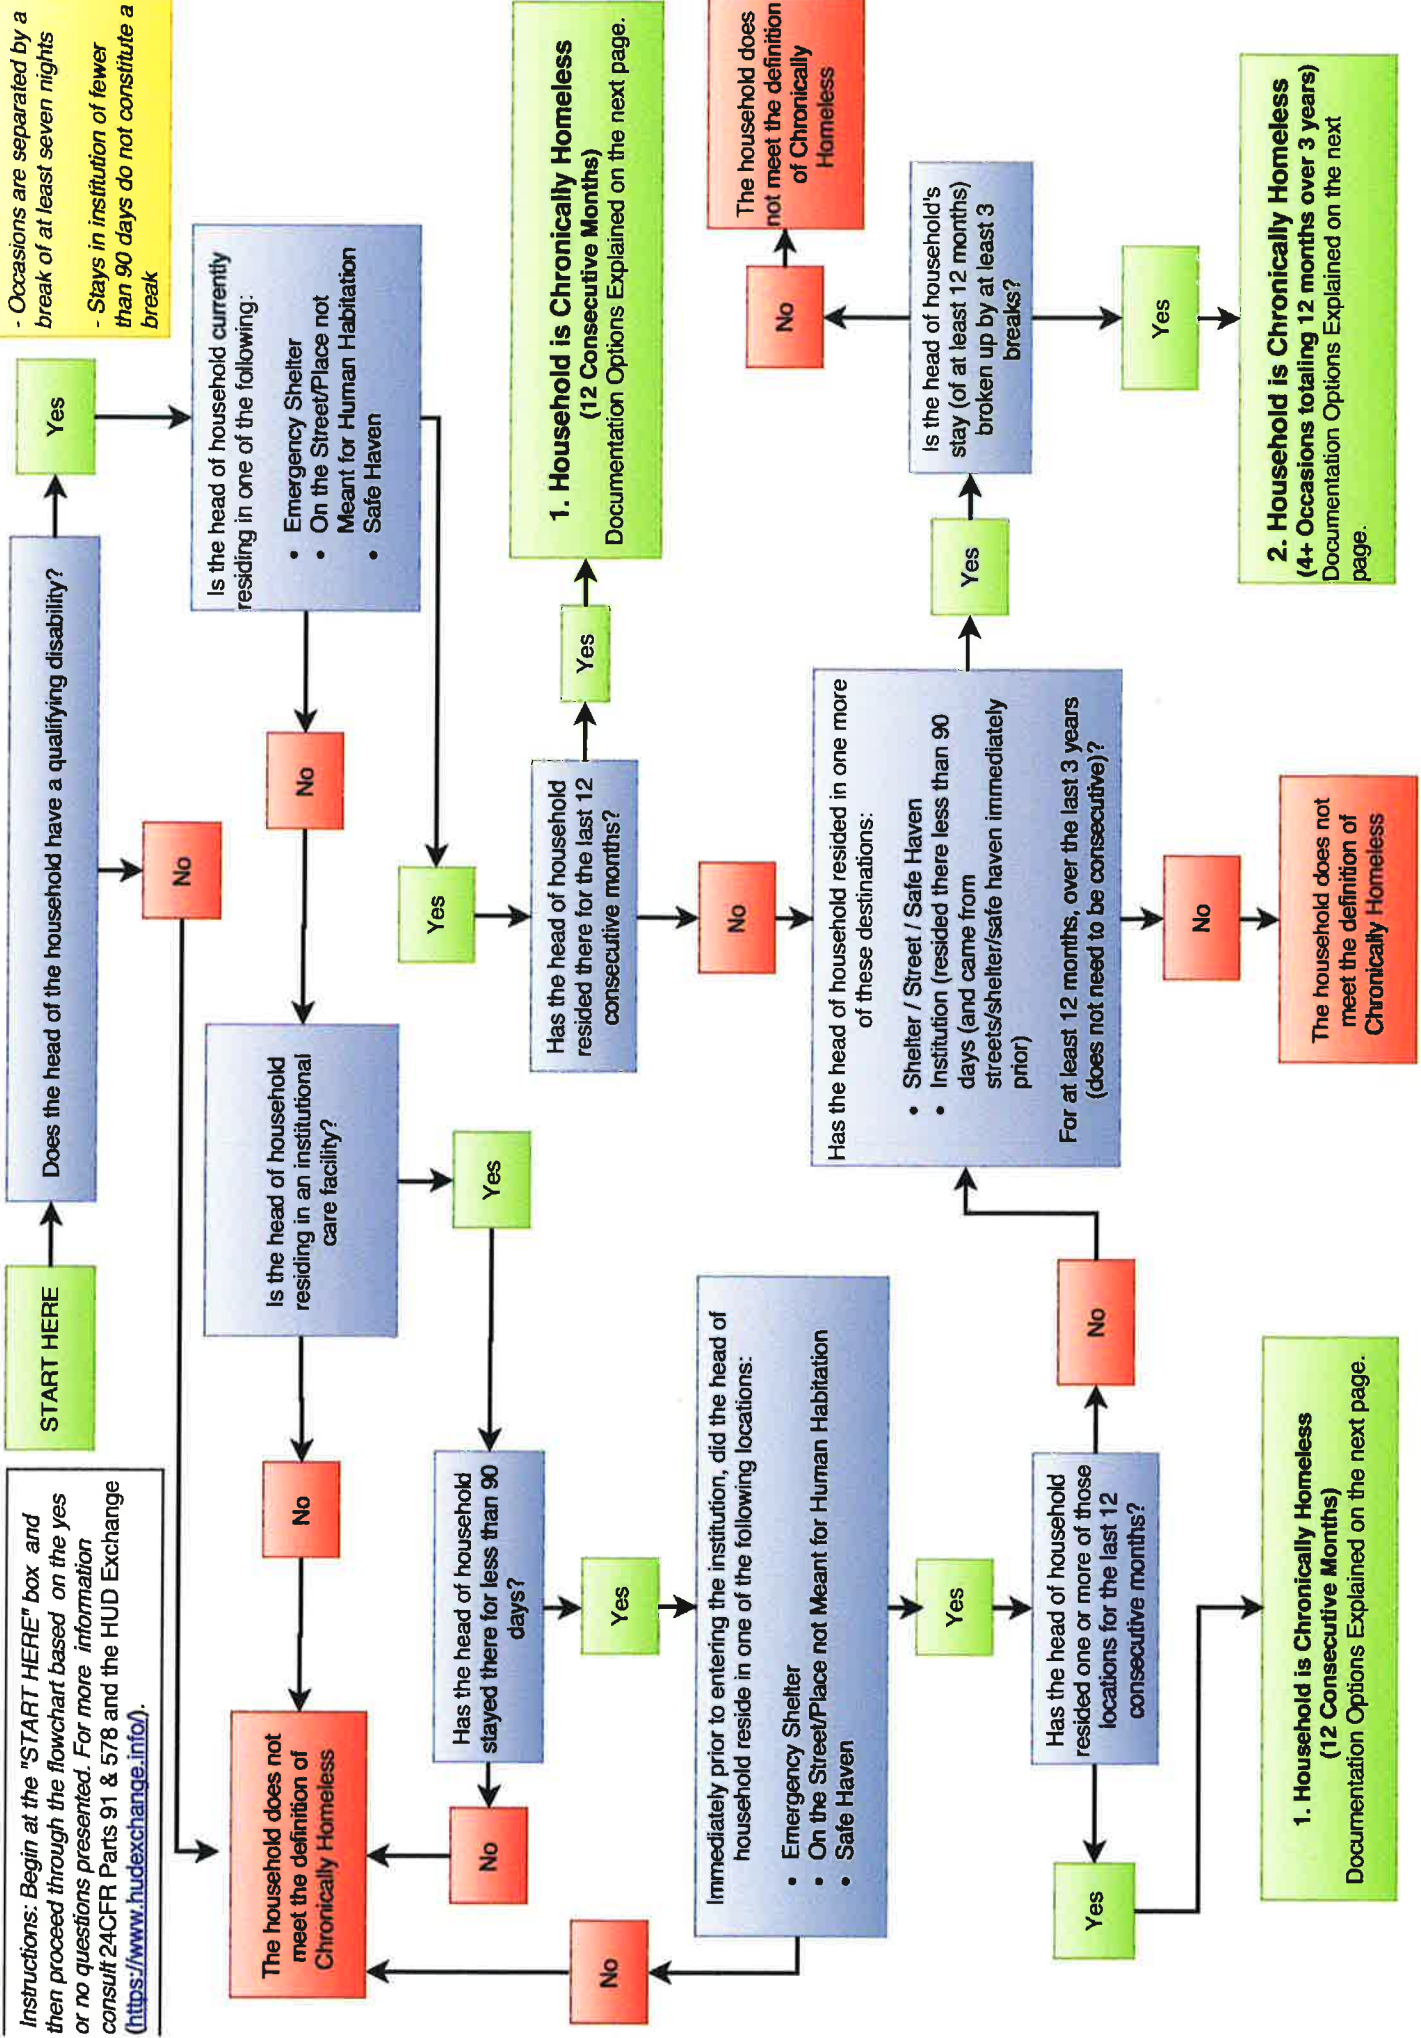 Instructions: Begin at the "START HERE" box and
then proceed through the flowchart based on the yes
or no questions presented. For more information
consult 24CFR Parts 91 & 578 and the HUD Exchange
(https://www.hudexchange.info/).
START HERE
Does the head of the household have a qualifying disability?
Yes
- Occasions are separated by a
break of at least seven nights
- Stays in institution of fewer
than 90 days do not constitute a
break
No
Is the head of household currently
residing in one of the following:
• Emergency Shelter
• On the Street/Place not
Meant for Human Habitation
• Safe Haven
No
Is the head of household
residing in an institutional
care facility?
No
The household does not
meet the definition of
Chronically Homeless
Yes
Has the head of household
stayed there for less than 90
days?
No
Yes
Immediately prior to entering the institution, did the head of
household reside in one of the following locations:
• Emergency Shelter
• On the Street/Place not Meant for Human Habitation
• Safe Haven
No
Yes
Has the head of household
resided one or more of those
locations for the last 12
consecutive months?
Yes
1. Household is Chronically Homeless
(12 Consecutive Months)
Documentation Options Explained on the next page.
No
Yes
Has the head of household
resided there for the last 12
consecutive months?
Yes
1. Household is Chronically Homeless
(12 Consecutive Months)
Documentation Options Explained on the next page.
No
Has the head of household resided in one more
of these destinations:
• Shelter / Street / Safe Haven
• Institution (resided there less than 90
days (and came from
streets/shelter/safe haven immediately
prior)
For at least 12 months, over the last 3 years
(does not need to be consecutive)?
No
The household does not
meet the definition of
Chronically Homeless
Yes
Is the head of household's
stay (of at least 12 months)
broken up by at least 3
breaks?
No
The household does
not meet the definition
of Chronically
Homeless
Yes
2. Household is Chronically Homeless
(4+ Occasions totaling 12 months over 3 years)
Documentation Options Explained on the next
page.